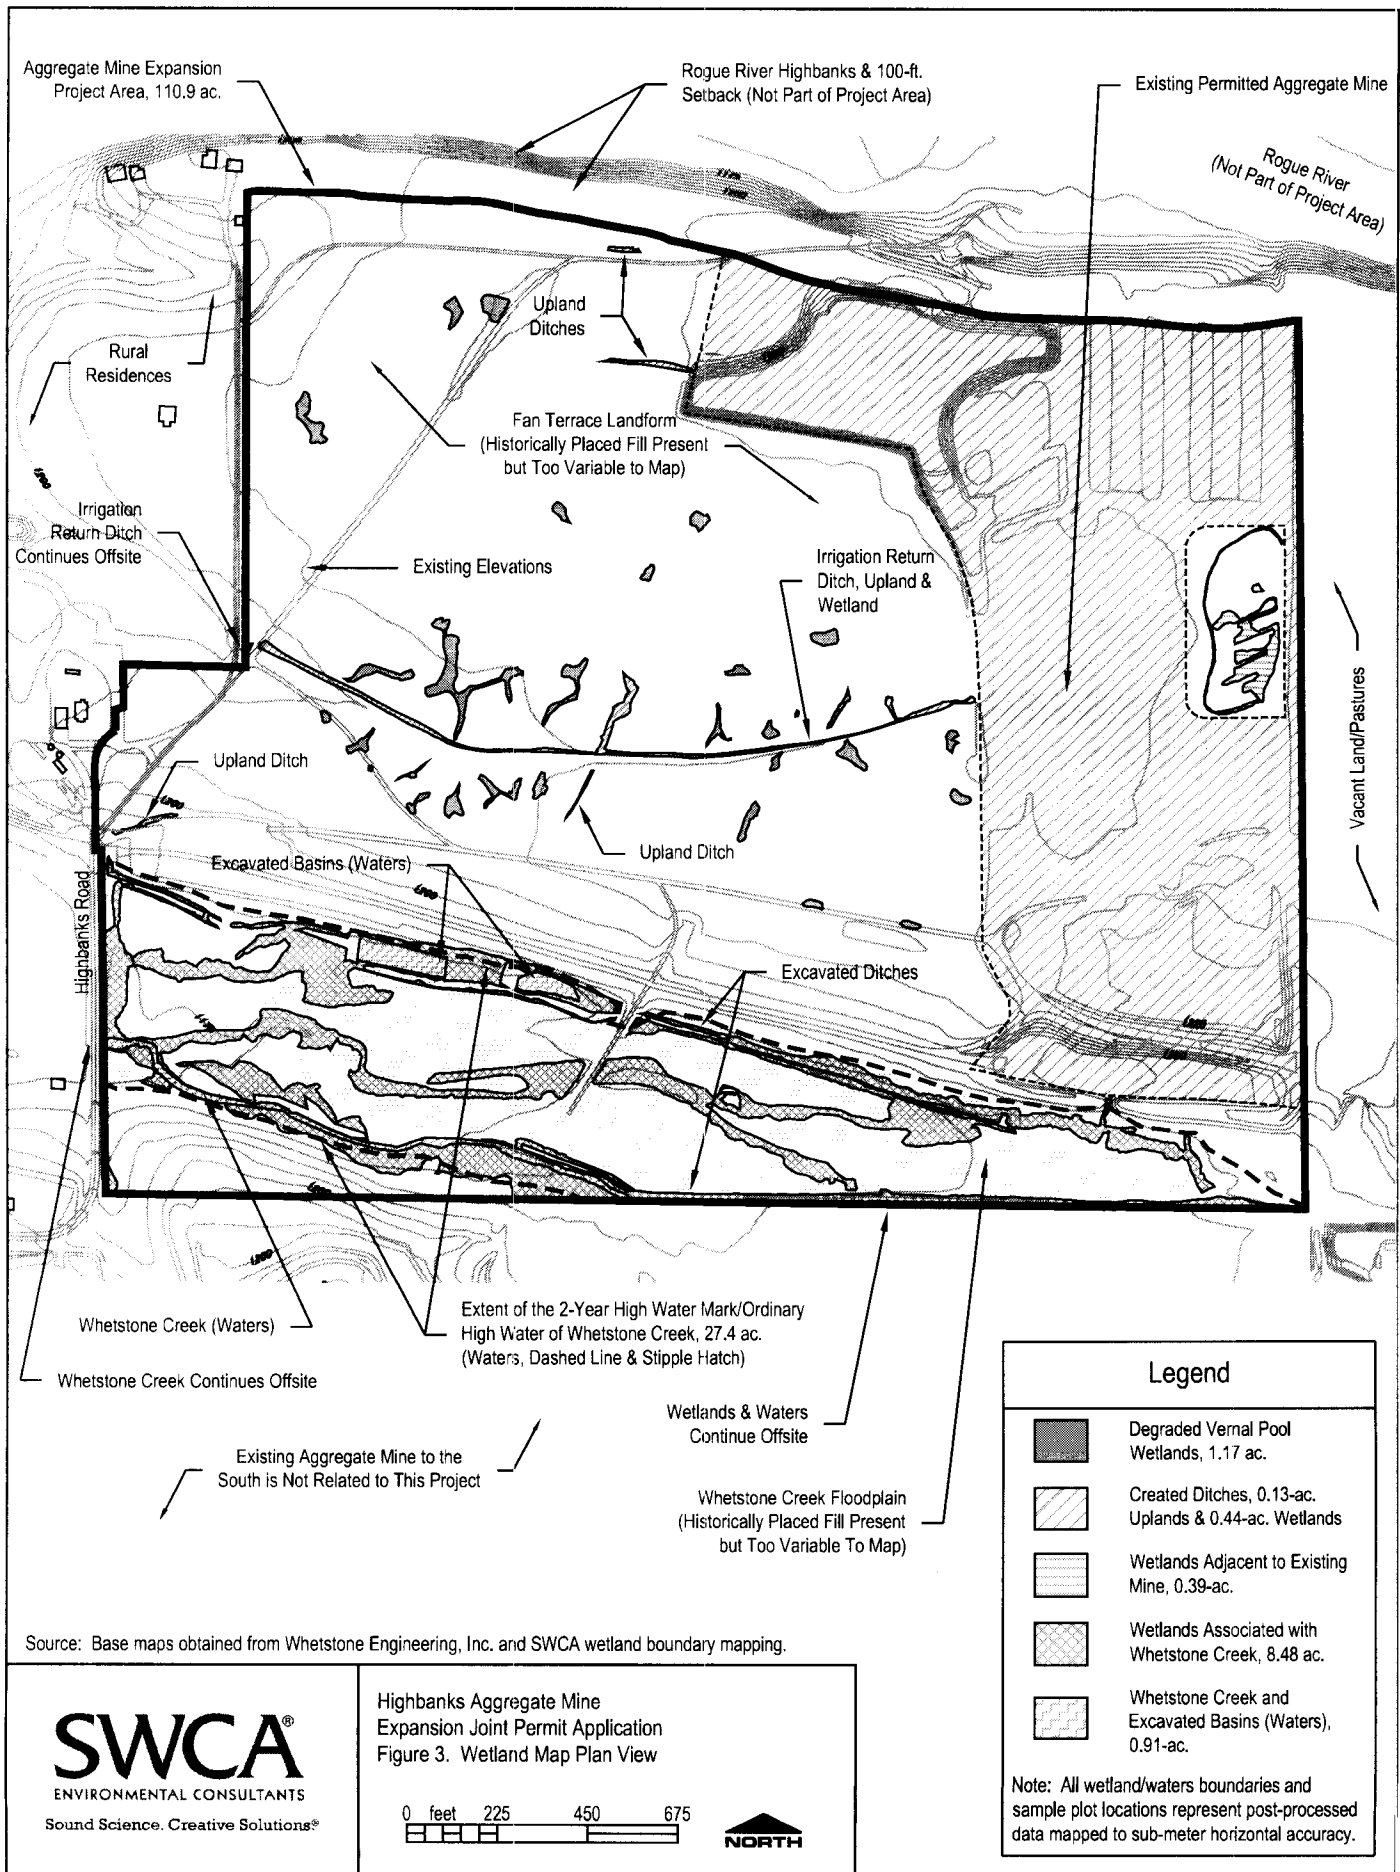 Aggregate Mine Expansion
Project Area, 110.9 ac.
Rogue River Highbanks & 100-ft.
Setback (Not Part of Project Area)
Existing Permitted Aggregate Mine
Rogue River
(Not Part of Project Area)
Upland
Ditches
Rural
Residences
Fan Terrace Landform
(Historically Placed Fill Present
but Too Variable to Map)
Irrigation
Return Ditch
Continues Offsite
Existing Elevations
Irrigation Return
Ditch, Upland &
Wetland
Vacant Land/Pastures
Upland Ditch
Upland Ditch
Excavated Basins (Waters)
Highbanks Road
Excavated Ditches
Whetstone Creek (Waters)
Extent of the 2-Year High Water Mark/Ordinary
High Water of Whetstone Creek, 27.4 ac.
(Waters, Dashed Line & Stipple Hatch)
Whetstone Creek Continues Offsite
Wetlands & Waters
Continue Offsite
Existing Aggregate Mine to the
South is Not Related to This Project
Whetstone Creek Floodplain
(Historically Placed Fill Present
but Too Variable To Map)
Legend
Degraded Vernal Pool
Wetlands, 1.17 ac.
Created Ditches, 0.13-ac.
Uplands & 0.44-ac. Wetlands
Wetlands Adjacent to Existing
Mine, 0.39-ac.
Wetlands Associated with
Whetstone Creek, 8.48 ac.
Whetstone Creek and
Excavated Basins (Waters),
0.91-ac.
Note: All wetland/waters boundaries and
sample plot locations represent post-processed
data mapped to sub-meter horizontal accuracy.
Source: Base maps obtained from Whetstone Engineering, Inc. and SWCA wetland boundary mapping.
SWCA®
ENVIRONMENTAL CONSULTANTS
Sound Science. Creative Solutions®
Highbanks Aggregate Mine
Expansion Joint Permit Application
Figure 3. Wetland Map Plan View
0 feet 225 450 675
NORTH